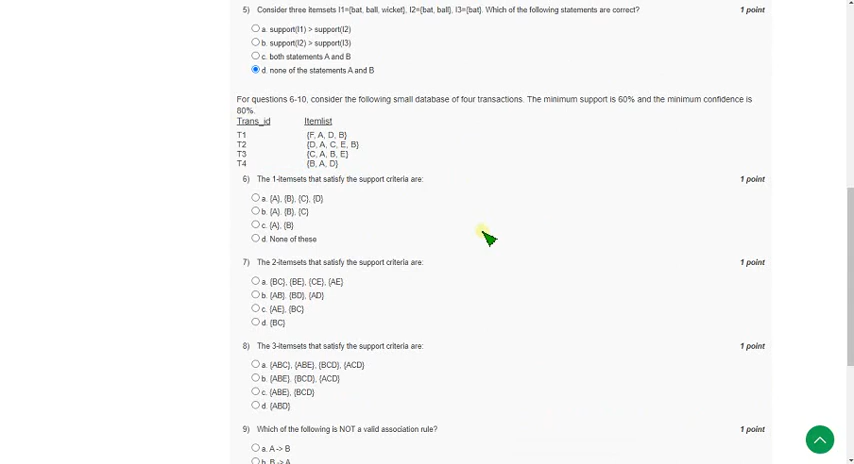 5) Consider three itemsets I1={bat, ball, wicket}, I2={bat, ball}, I3={bat}. Which of the following statements are correct? 1 point
a. support(I1) > support(I2)
b. support(I2) > support(I3)
c. both statements A and B
d. none of the statements A and B
For questions 6-10, consider the following small database of four transactions. The minimum support is 60% and the minimum confidence is
80%.
Trans_id Itemlist
T1 {F, A, D, B}
T2 {D, A, C, E, B}
T3 {C, A, B, E}
T4 {B, A, D}
6) The 1-itemsets that satisfy the support criteria are: 1 point
a. {A}, {B}, {C}, {D}
b. {A}. {B}, {C}
c. {A}, {B}
d. None of these
7) The 2-itemsets that satisfy the support criteria are: 1 point
a. {BC}, {BE}, {CE}, {AE}
b. {AB}. {BD}, {AD}
c. {AE}, {BC}
d. {BC}
8) The 3-itemsets that satisfy the support criteria are: 1 point
a. {ABC}, {ABE}, {BCD}, {ACD}
b. {ABE}. {BCD}, {ACD}
c. {ABE}, {BCD}
d. {ABD}
9) Which of the following is NOT a valid association rule? 1 point
a. A -> B
b. B -> A